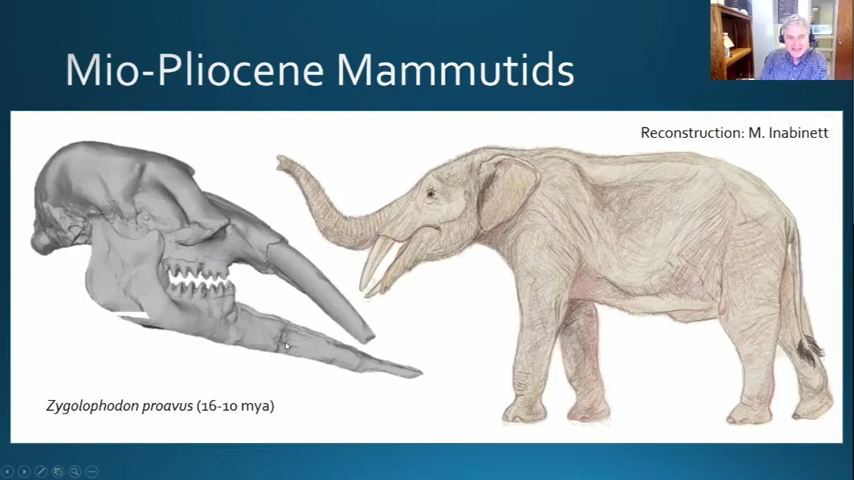 Mio-Pliocene Mammutids
Reconstruction: M. Inabinett
Zygolophodon proavus (16-10 mya)